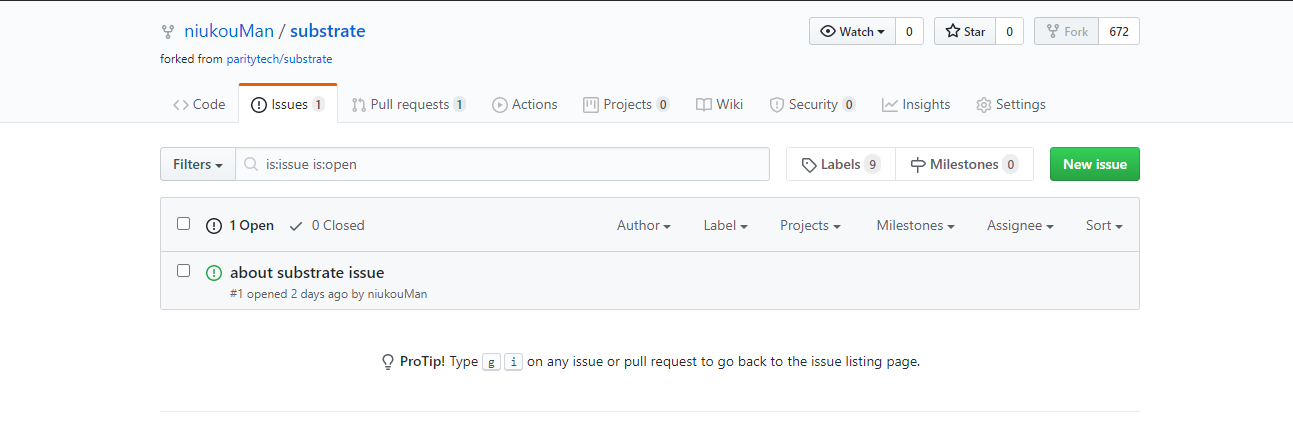 niukouMan / substrate Watch 0 Star 0 Fork 672
forked from paritytech/substrate
Code Issues 1 Pull requests 1 Actions Projects 0 Wiki Security 0 Insights Settings
Filters is:issue is:open Labels 9 Milestones 0 New issue
1 Open 0 Closed Author Label Projects Milestones Assignee Sort
about substrate issue
#1 opened 2 days ago by niukouMan
ProTip! Type g i on any issue or pull request to go back to the issue listing page.